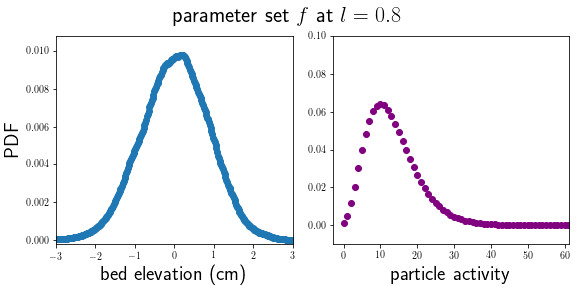 parameter set f at l = 0.8
PDF
0.010
0.008
0.006
0.004
0.002
0.000
−3 −2 −1 0 1 2 3
bed elevation (cm)
0.10
0.08
0.06
0.04
0.02
0.00
0 10 20 30 40 50 60
particle activity